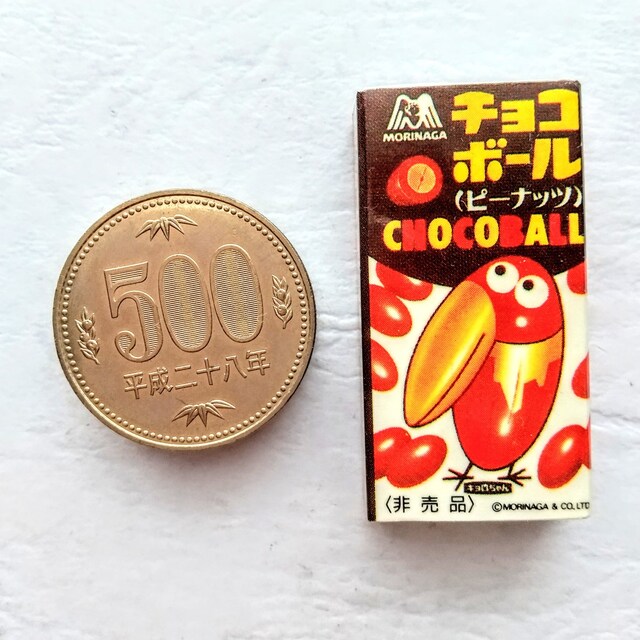 500
平成二十八年
MORINAGA
チョコ
ボール
(ピーナッツ)
CHOCOBALL
キョロちゃん
〈非売品〉
©MORINAGA & CO., LTD